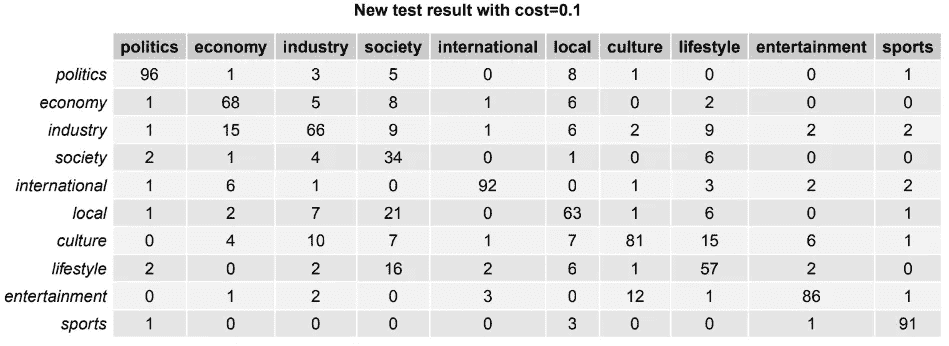 New test result with cost=0.1
politics economy industry society international local culture lifestyle entertainment sports
politics 96 1 3 5 0 8 1 0 0 1
economy 1 68 5 8 1 6 0 2 0 0
industry 1 15 66 9 1 6 2 9 2 2
society 2 1 4 34 0 1 0 6 0 0
international 1 6 1 0 92 0 1 3 2 2
local 1 2 7 21 0 63 1 6 0 1
culture 0 4 10 7 1 7 81 15 6 1
lifestyle 2 0 2 16 2 6 1 57 2 0
entertainment 0 1 2 0 3 0 12 1 86 1
sports 1 0 0 0 0 3 0 0 1 91